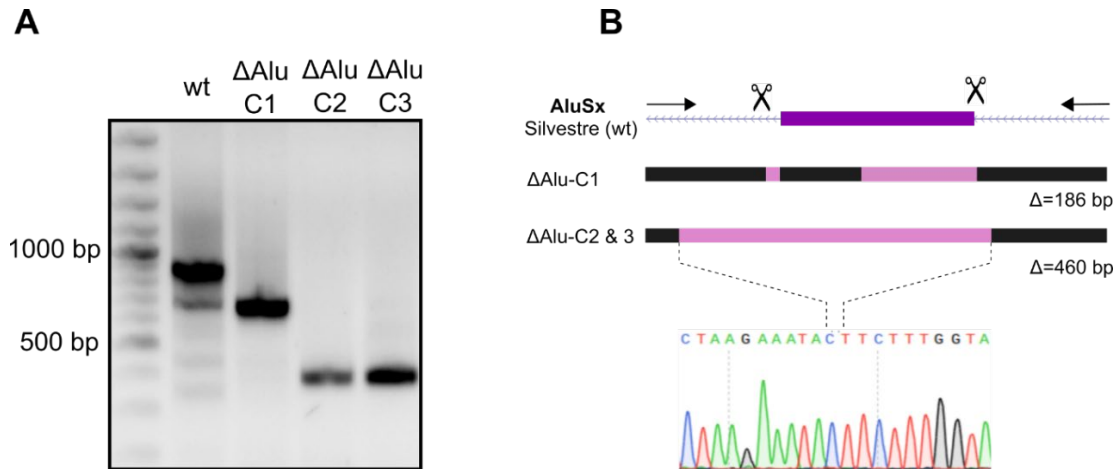 A
wt
ΔAlu C1
ΔAlu C2
ΔAlu C3
1000 bp
500 bp
B
AluSx
Silvestre (wt)
ΔAlu-C1
Δ=186 bp
ΔAlu-C2 & 3
Δ=460 bp
CTAAGAAATACTTCTTTGGTA